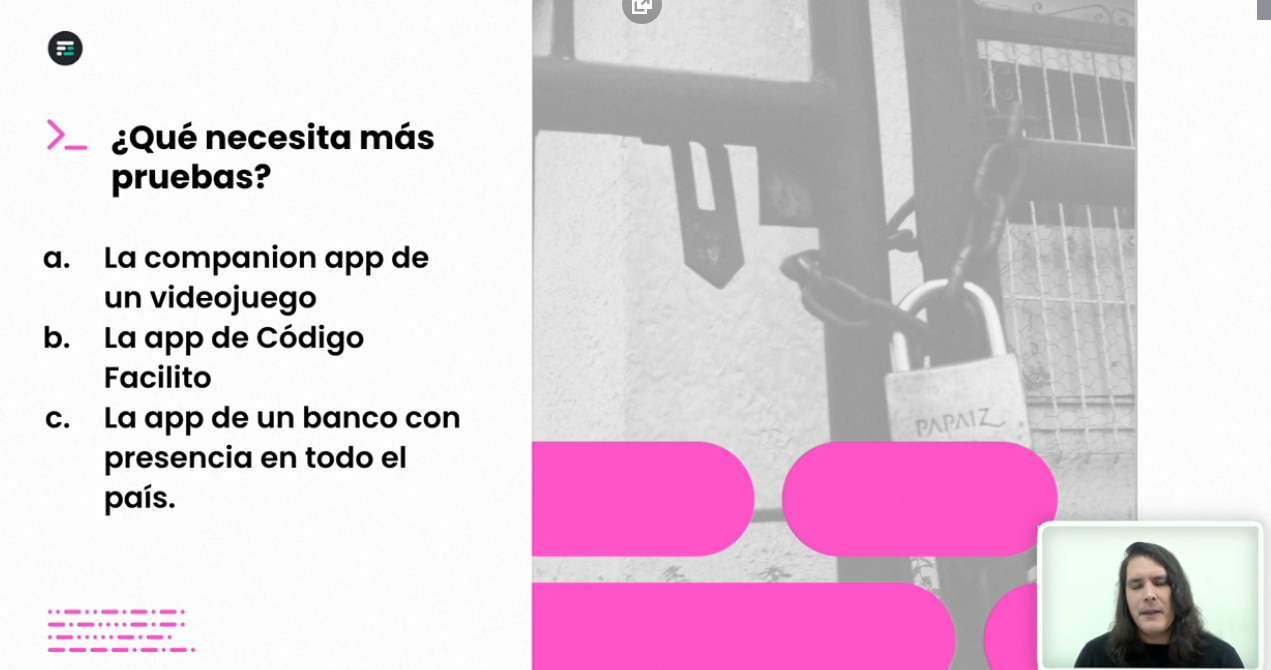 ¿Qué necesita más
pruebas?
a. La companion app de
un videojuego
b. La app de Código
Facilito
c. La app de un banco con
presencia en todo el
país.
PAPAIZ